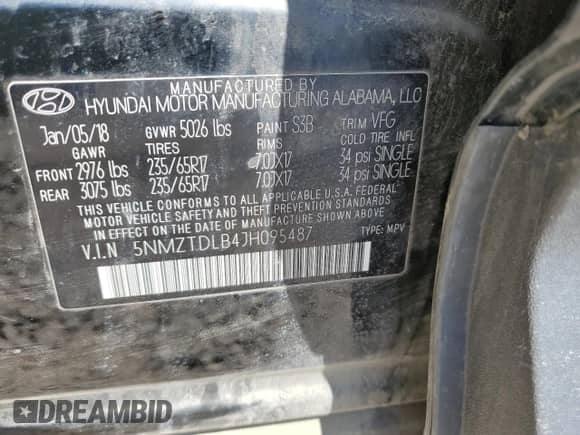 MANUFACTURED BY
HYUNDAI MOTOR MANUFACTURING ALABAMA, LLC
Jan/05/18 GVWR 5026 lbs PAINT S3B TRIM VFG
GAWR TIRES RIMS COLD TIRE INFL
FRONT 2976 lbs 235/65R17 7.0JX17 34 psi SINGLE
REAR 3075 lbs 235/65R17 7.0JX17 34 psi SINGLE
THIS VEHICLE CONFORMS TO ALL APPLICABLE U.S.A. FEDERAL
MOTOR VEHICLE SAFETY AND THEFT PREVENTION STANDARDS
IN EFFECT ON THE DATE OF MANUFACTURE SHOWN ABOVE.
V.I.N 5NMZTDLB4JH095487 TYPE: MPV
DREAMBID